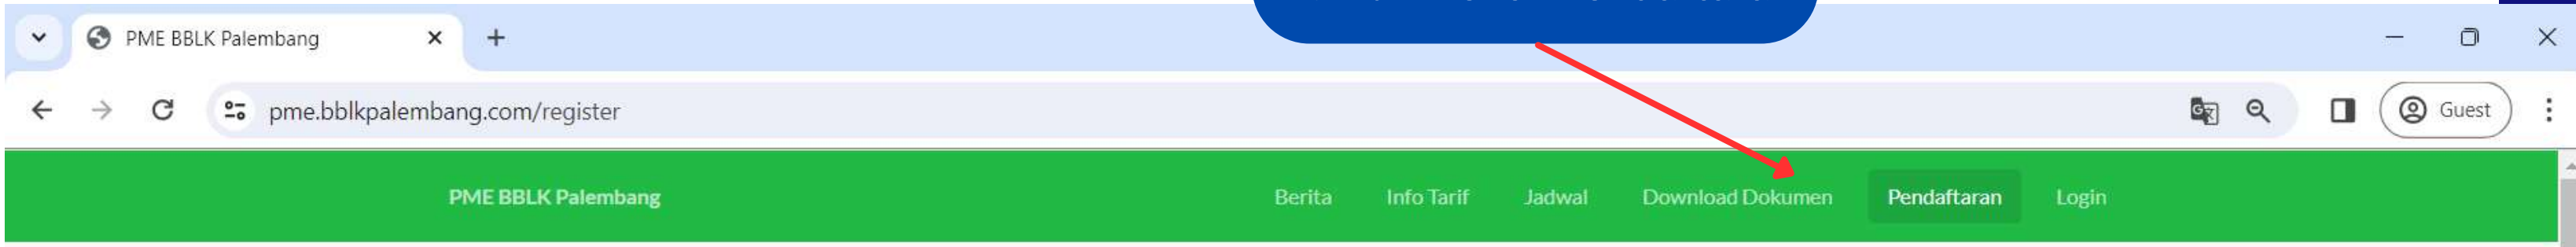 PME BBLK Palembang
pme.bblkpalembang.com/register
Guest
PME BBLK Palembang Berita Info Tarif Jadwal Download Dokumen Pendaftaran Login